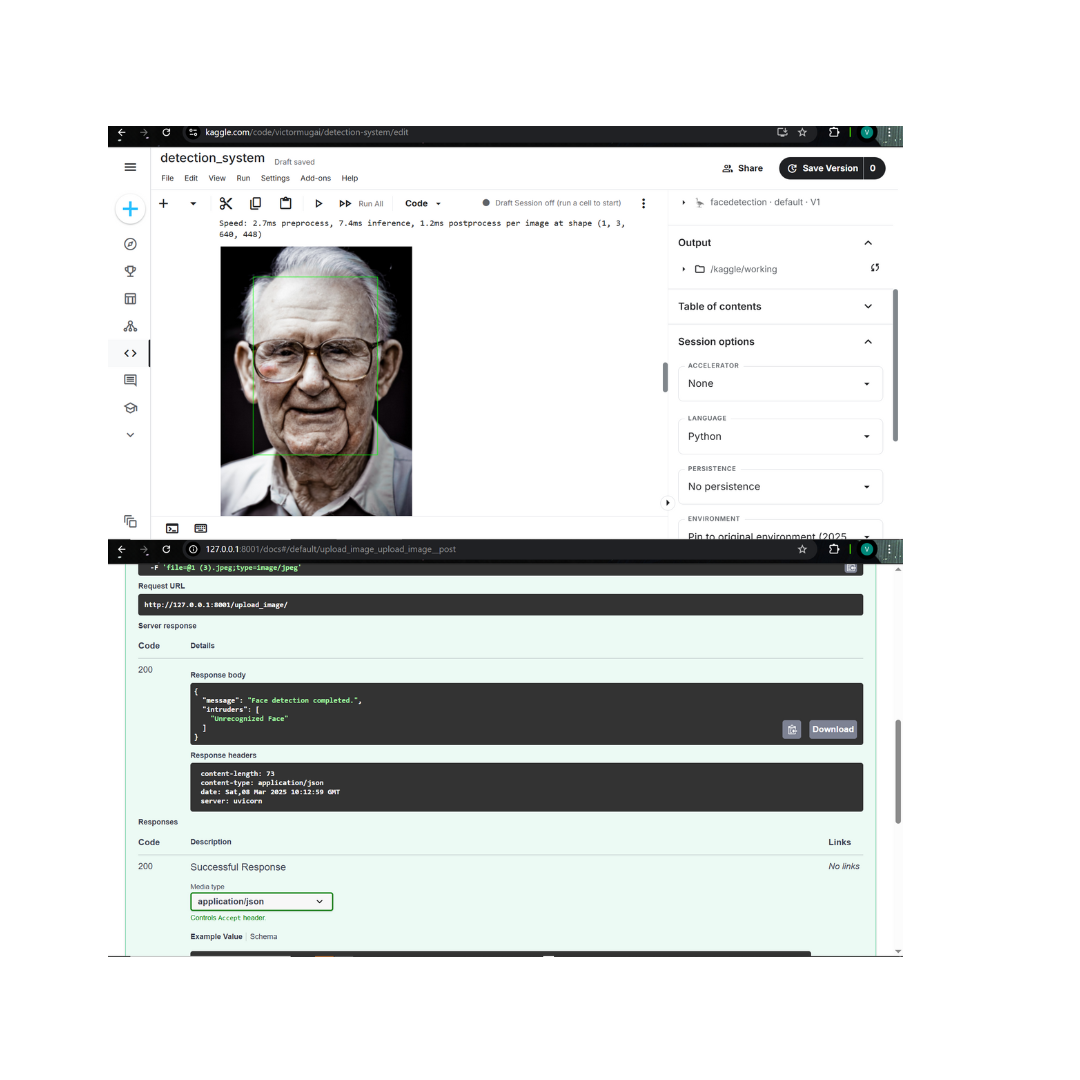 kaggle.com/code/victormugai/detection-system/edit
V
detection_system
Draft saved
Share
Save Version
0
File Edit View Run Settings Add-ons Help
Run All
Code
Draft Session off (run a cell to start)
Speed: 2.7ms preprocess, 7.4ms inference, 1.2ms postprocess per image at shape (1, 3,
640, 448)
facedetection · default · V1
Output
/kaggle/working
Table of contents
Session options
ACCELERATOR
None
LANGUAGE
Python
PERSISTENCE
No persistence
ENVIRONMENT
Pin to original environment (2025
127.0.0.1:8001/docs#/default/upload_image_upload_image__post
V
-F 'file=@1 (3).jpeg;type=image/jpeg'
Request URL
http://127.0.0.1:8001/upload_image/
Server response
Code Details
200
Response body
{
"message": "Face detection completed.",
"intruders": [
"Unrecognized Face"
]
}
Download
Response headers
content-length: 73
content-type: application/json
date: Sat,08 Mar 2025 10:12:59 GMT
server: uvicorn
Responses
Code Description Links
200 Successful Response No links
Media type
application/json
Controls Accept header.
Example Value | Schema